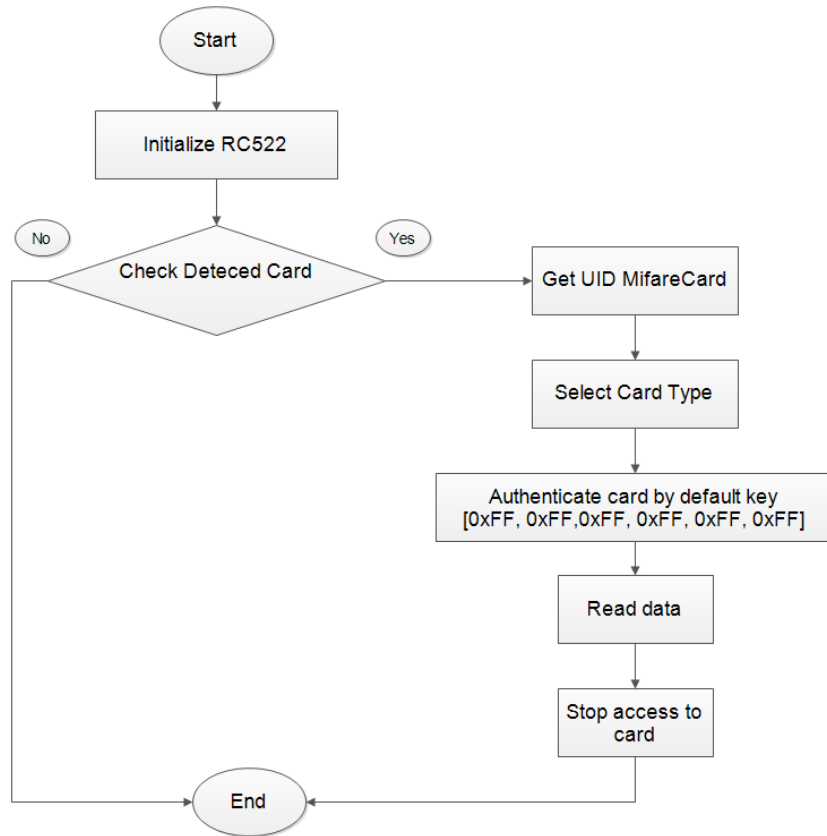 Start
Initialize RC522
No
Yes
Check Deteced Card
Get UID MifareCard
Select Card Type
Authenticate card by default key
[0xFF, 0xFF,0xFF, 0xFF, 0xFF, 0xFF]
Read data
Stop access to
card
End